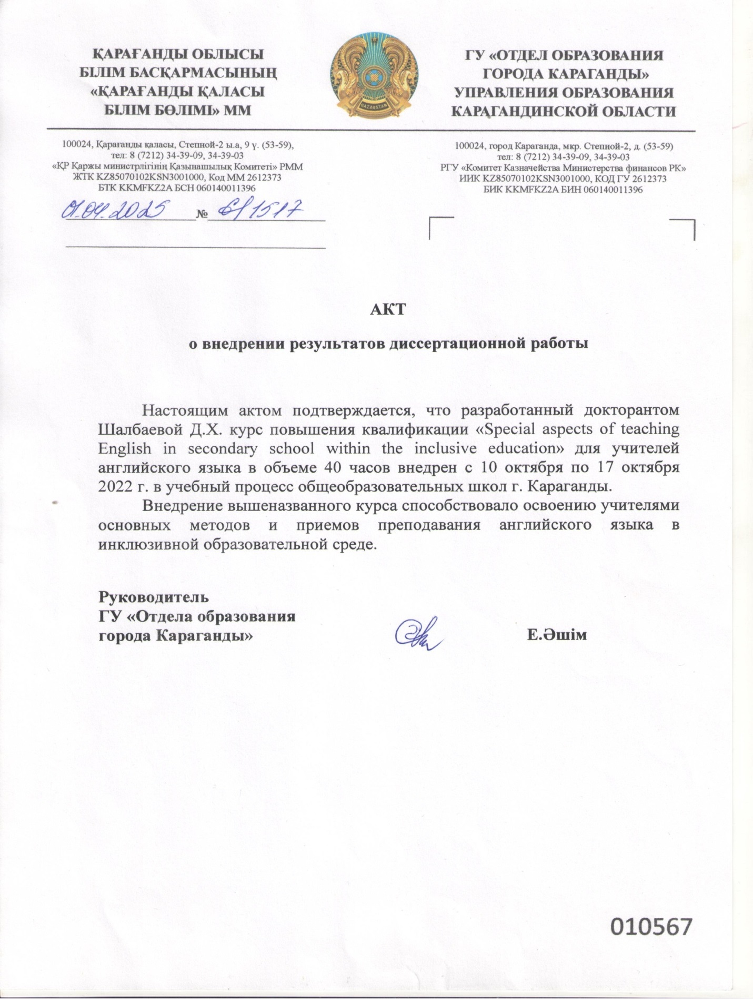 ҚАРАҒАНДЫ ОБЛЫСЫ
БІЛІМ БАСҚАРМАСЫНЫҢ
«ҚАРАҒАНДЫ ҚАЛАСЫ
БІЛІМ БӨЛІМІ» ММ
QAZAQSTAN
ГУ «ОТДЕЛ ОБРАЗОВАНИЯ
ГОРОДА КАРАГАНДЫ»
УПРАВЛЕНИЯ ОБРАЗОВАНИЯ
КАРАГАНДИНСКОЙ ОБЛАСТИ
100024, Қарағанды қаласы, Степной-2 ы.а, 9 ү. (53-59),
тел: 8 (7212) 34-39-09, 34-39-03
«ҚР Қаржы министрлігінің Қазынашылық Комитеті» РММ
ЖТК KZ85070102KSN3001000, Код ММ 2612373
БТК KKMFKZ2A БСН 060140011396
100024, город Караганда, мкр. Степной-2, д. (53-59)
тел: 8 (7212) 34-39-09, 34-39-03
РГУ «Комитет Казначейства Министерства финансов РК»
ИИК KZ85070102KSN3001000, КОД ГУ 2612373
БИК KKMFKZ2A БИН 060140011396
01.04.2025 № 6/1517
АКТ
о внедрении результатов диссертационной работы
Настоящим актом подтверждается, что разработанный докторантом
Шалбаевой Д.Х. курс повышения квалификации «Special aspects of teaching
English in secondary school within the inclusive education» для учителей
английского языка в объеме 40 часов внедрен с 10 октября по 17 октября
2022 г. в учебный процесс общеобразовательных школ г. Караганды.
Внедрение вышеназванного курса способствовало освоению учителями
основных методов и приемов преподавания английского языка в
инклюзивной образовательной среде.
Руководитель
ГУ «Отдела образования
города Караганды»
Е.Әшім
010567